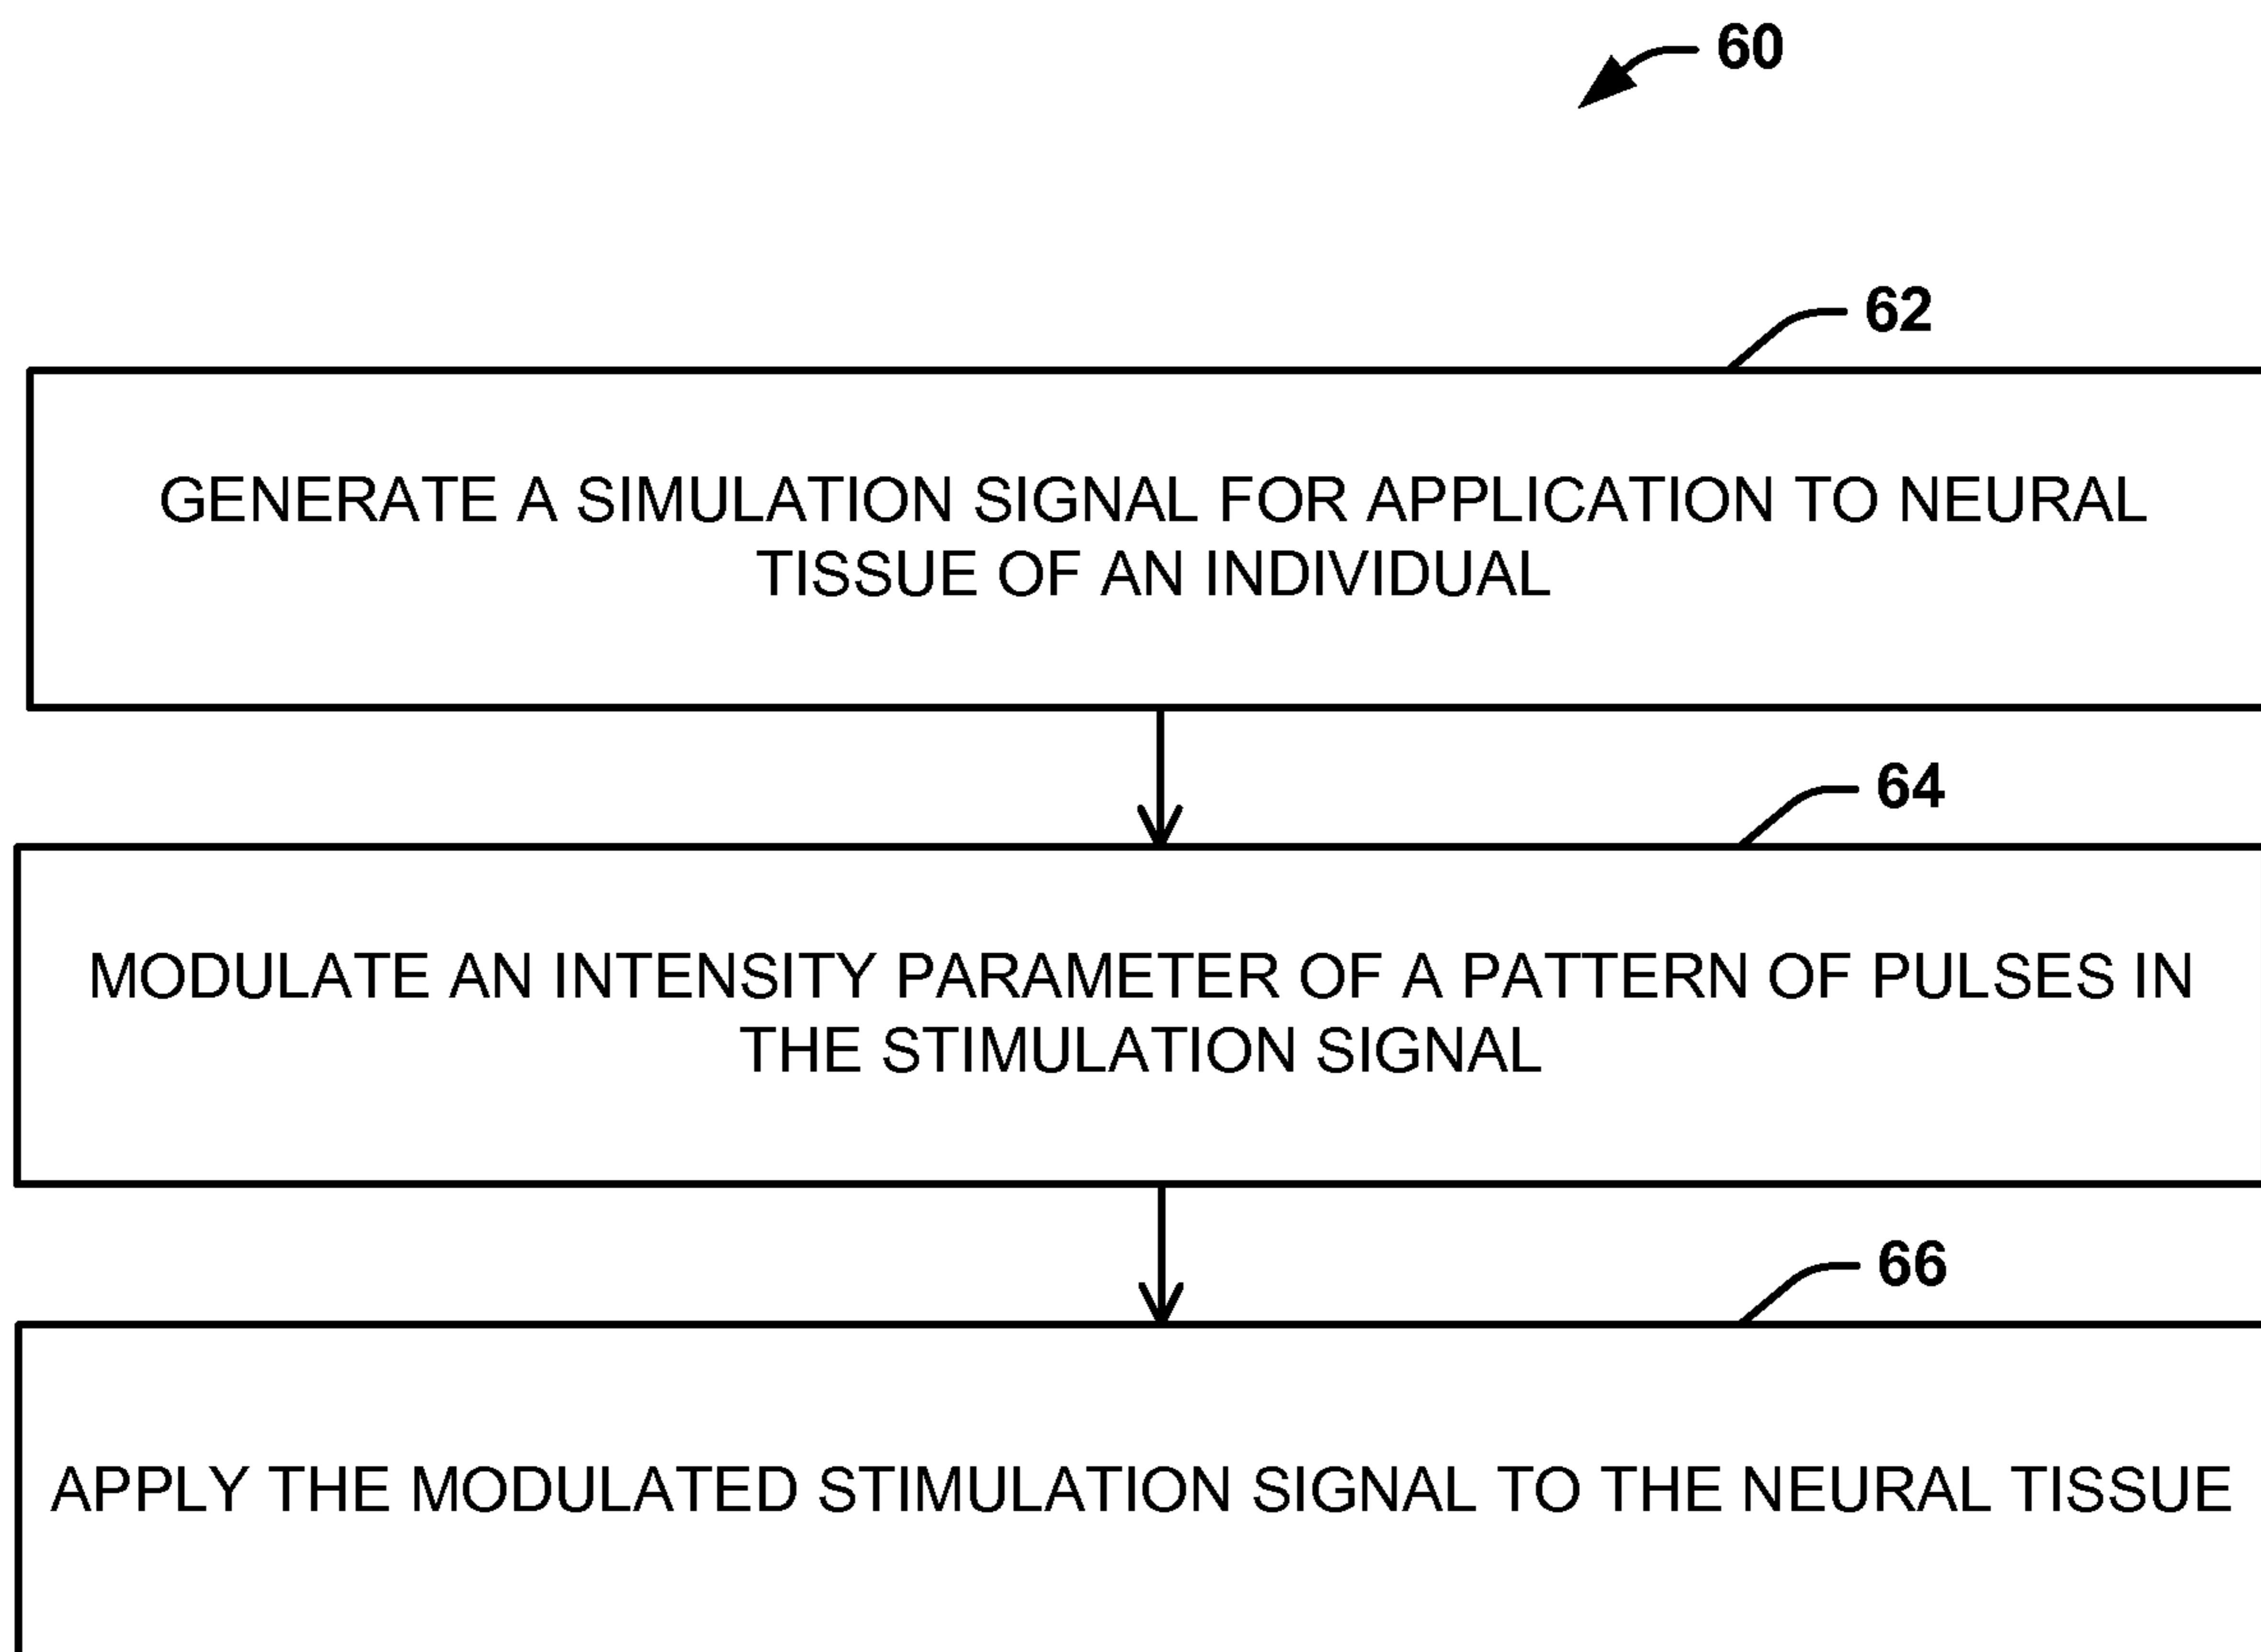 60
62
GENERATE A SIMULATION SIGNAL FOR APPLICATION TO NEURAL
TISSUE OF AN INDIVIDUAL
64
MODULATE AN INTENSITY PARAMETER OF A PATTERN OF PULSES IN
THE STIMULATION SIGNAL
66
APPLY THE MODULATED STIMULATION SIGNAL TO THE NEURAL TISSUE